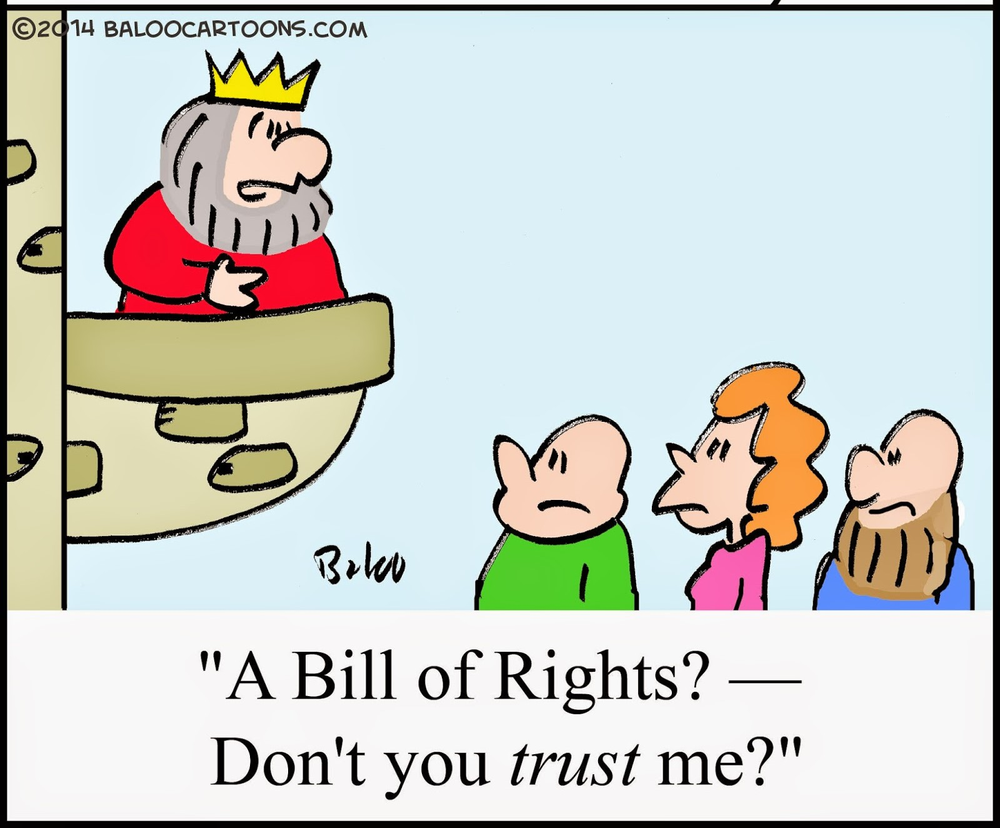 ©2014 BALOOCARTOONS.COM
Baloo
"A Bill of Rights? —
Don't you trust me?"